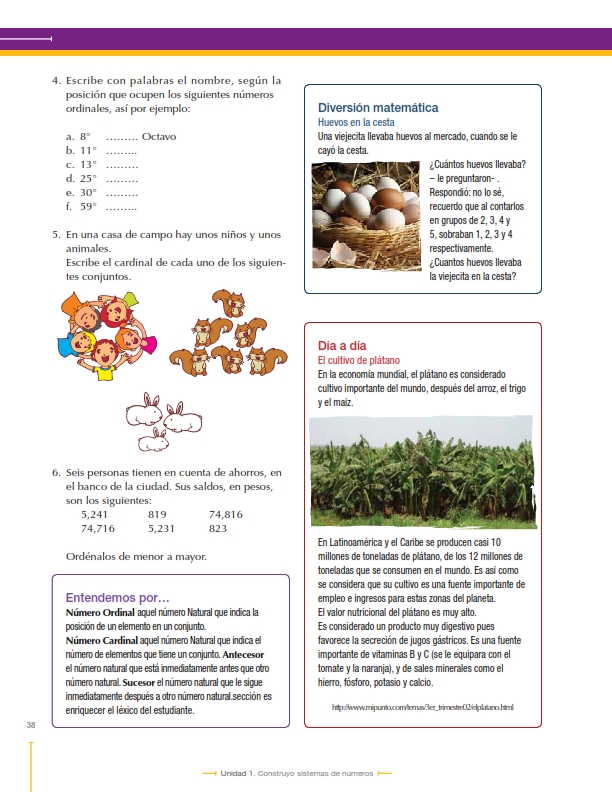 4. Escribe con palabras el nombre, según la
posición que ocupen los siguientes números
ordinales, así por ejemplo:
a. 8° ......... Octavo
b. 11° .........
c. 13° .........
d. 25° .........
e. 30° .........
f. 59° .........
5. En una casa de campo hay unos niños y unos
animales.
Escribe el cardinal de cada uno de los siguien-
tes conjuntos.
6. Seis personas tienen en cuenta de ahorros, en
el banco de la ciudad. Sus saldos, en pesos,
son los siguientes:
5,241 819 74,816
74,716 5,231 823
Ordénalos de menor a mayor.
Entendemos por...
Número Ordinal aquel número Natural que indica la
posición de un elemento en un conjunto.
Número Cardinal aquel número Natural que indica el
número de elementos que tiene un conjunto. Antecesor
el número natural que está inmediatamente antes que otro
número natural. Sucesor el número natural que le sigue
inmediatamente después a otro número natural.sección es
enriquecer el léxico del estudiante.
Diversión matemática
Huevos en la cesta
Una viejecita llevaba huevos al mercado, cuando se le
cayó la cesta.
¿Cuántos huevos llevaba?
– le preguntaron- .
Respondió: no lo sé,
recuerdo que al contarlos
en grupos de 2, 3, 4 y
5, sobraban 1, 2, 3 y 4
respectivamente.
¿Cuantos huevos llevaba
la viejecita en la cesta?
Día a día
El cultivo de plátano
En la economía mundial, el plátano es considerado
cultivo importante del mundo, después del arroz, el trigo
y el maíz.
En Latinoamérica y el Caribe se producen casi 10
millones de toneladas de plátano, de los 12 millones de
toneladas que se consumen en el mundo. Es así como
se considera que su cultivo es una fuente importante de
empleo e ingresos para estas zonas del planeta.
El valor nutricional del plátano es muy alto.
Es considerado un producto muy digestivo pues
favorece la secreción de jugos gástricos. Es una fuente
importante de vitaminas B y C (se le equipara con el
tomate y la naranja), y de sales minerales como el
hierro, fósforo, potasio y calcio.
http://www.mipunto.com/temas/3er_trimestre02/elplatano.html
38
Unidad 1. Construyo sistemas de números